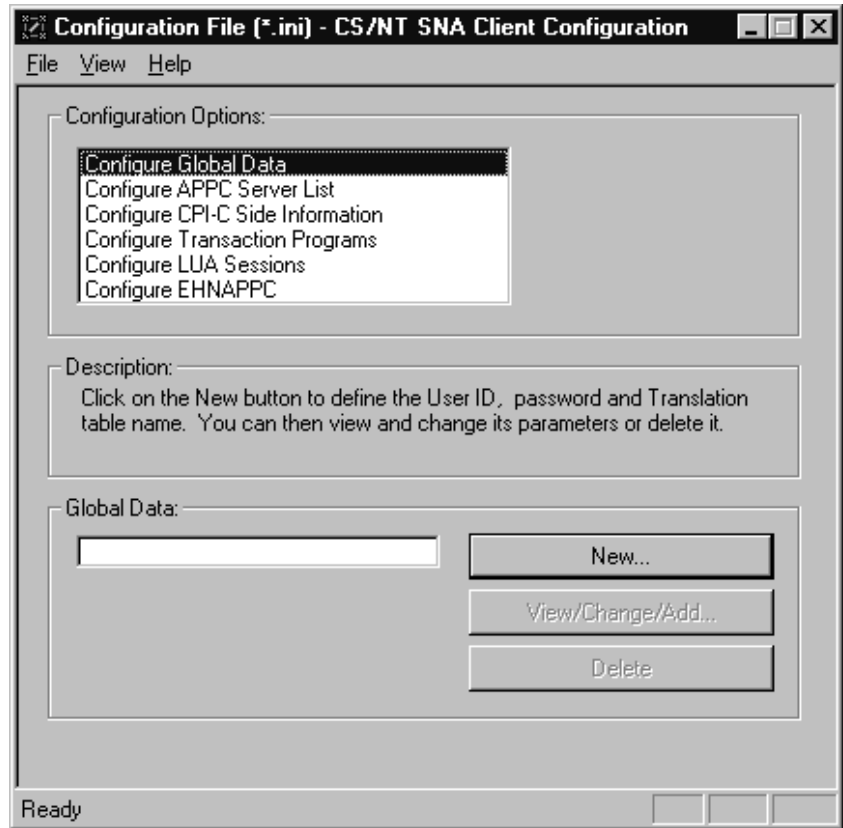 Configuration File (*.ini) - CS/NT SNA Client Configuration
File View Help
Configuration Options:
Configure Global Data
Configure APPC Server List
Configure CPI-C Side Information
Configure Transaction Programs
Configure LUA Sessions
Configure EHNAPPC
Description:
Click on the New button to define the User ID, password and Translation
table name. You can then view and change its parameters or delete it.
Global Data:
New...
View/Change/Add...
Delete
Ready